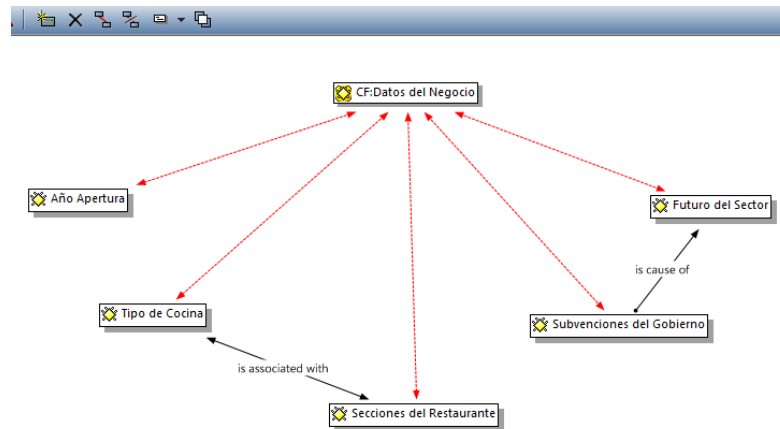 CF:Datos del Negocio
Año Apertura
Futuro del Sector
is cause of
Tipo de Cocina
Subvenciones del Gobierno
is associated with
Secciones del Restaurante